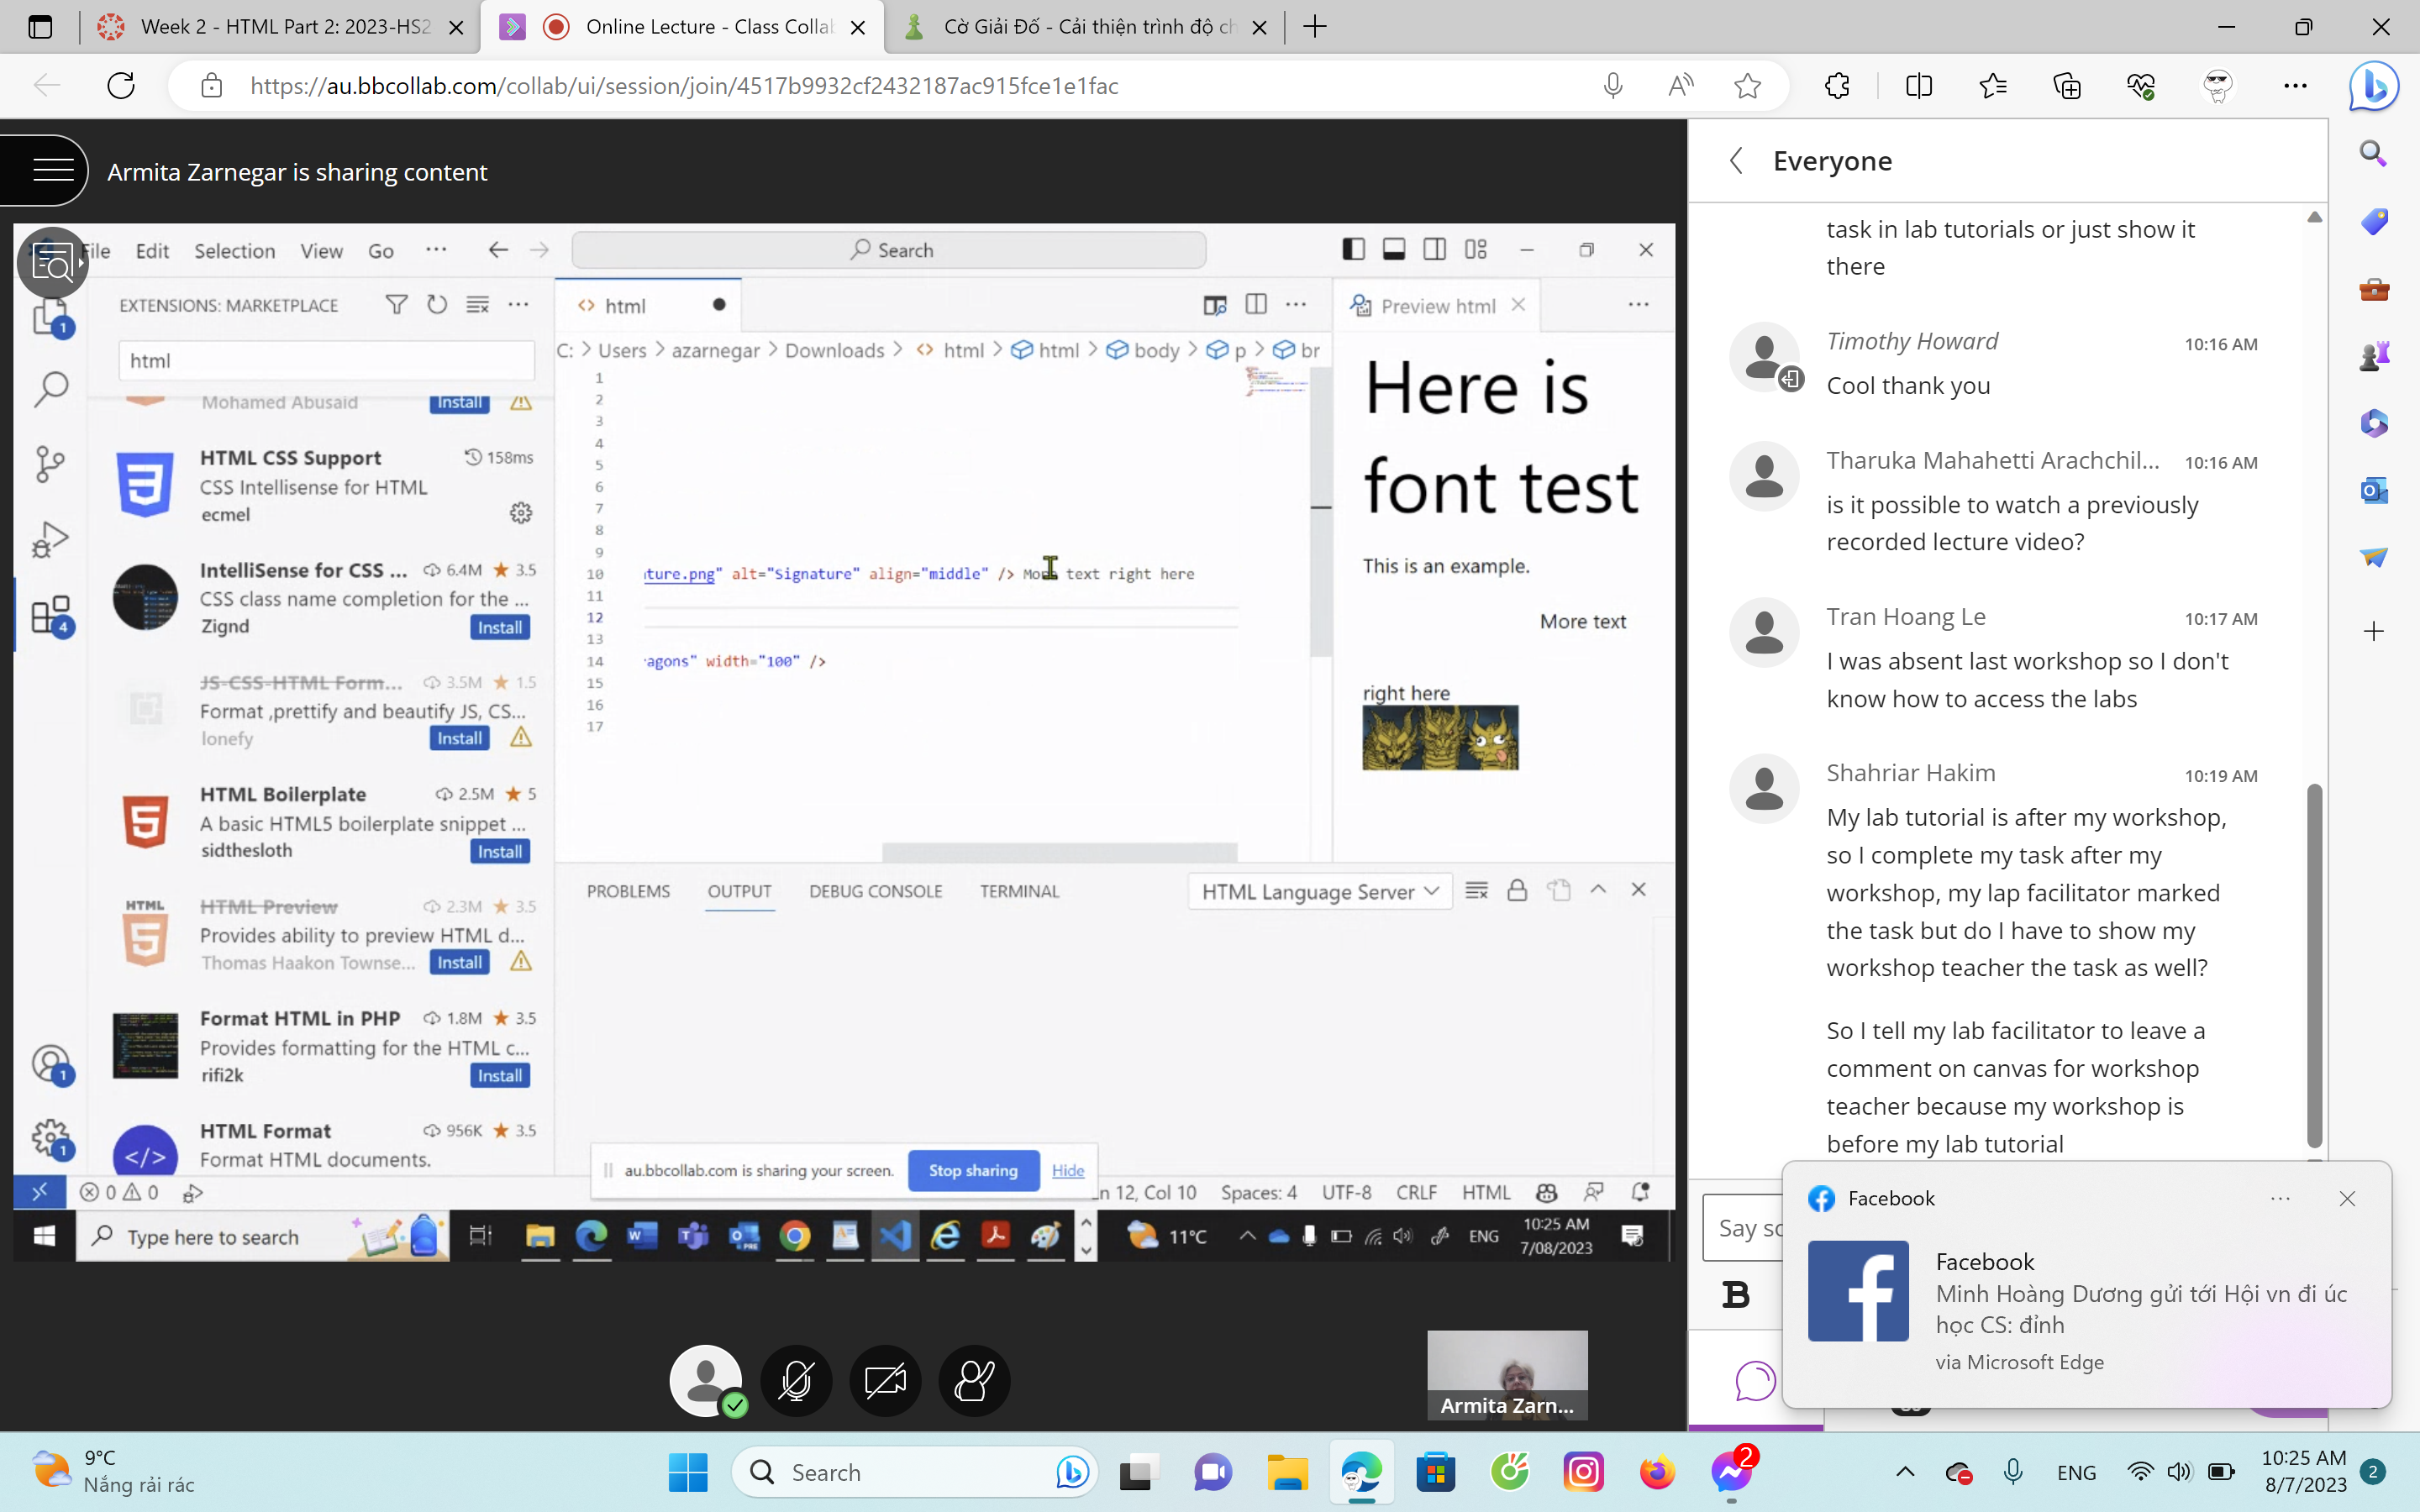 Week 2 - HTML Part 2: 2023-HS2
Online Lecture - Class Collab
Cờ Giải Đố - Cải thiện trình độ ch
https://au.bbcollab.com/collab/ui/session/join/4517b9932cf2432187ac915fce1e1fac
Armita Zarnegar is sharing content
File Edit Selection View Go ···
Search
EXTENSIONS: MARKETPLACE
html
Mohamed Abusaid
Install
HTML CSS Support 158ms
CSS Intellisense for HTML
ecmel
IntelliSense for CSS ... 6.4M 3.5
CSS class name completion for the ...
Zignd Install
JS-CSS-HTML Form... 3.5M 1.5
Format ,prettify and beautify JS, CS...
lonefy Install
HTML Boilerplate 2.5M 5
A basic HTML5 boilerplate snippet ...
sidthesloth Install
HTML Preview 2.3M 3.5
Provides ability to preview HTML d...
Thomas Haakon Townse... Install
Format HTML in PHP 1.8M 3.5
Provides formatting for the HTML c...
rifi2k Install
HTML Format 956K 3.5
Format HTML documents.
1
4
1
1
html
C: > Users > azarnegar > Downloads > html > html > body > p > br
1
2
3
4
5
6
7
8
9
10 ture.png" alt="Signature" align="middle" /> More text right here
11
12
13
14 agons" width="100" />
15
16
17
Preview html
Here is
font test
This is an example.
More text
right here
PROBLEMS OUTPUT DEBUG CONSOLE TERMINAL
HTML Language Server
au.bbcollab.com is sharing your screen. Stop sharing Hide
0 0
Ln 12, Col 10 Spaces: 4 UTF-8 CRLF HTML
Type here to search
11°C
ENG
10:25 AM
7/08/2023
Armita Zarn...
Everyone
task in lab tutorials or just show it
there
Timothy Howard 10:16 AM
Cool thank you
Tharuka Mahahetti Arachchil... 10:16 AM
is it possible to watch a previously
recorded lecture video?
Tran Hoang Le 10:17 AM
I was absent last workshop so I don't
know how to access the labs
Shahriar Hakim 10:19 AM
My lab tutorial is after my workshop,
so I complete my task after my
workshop, my lap facilitator marked
the task but do I have to show my
workshop teacher the task as well?
So I tell my lab facilitator to leave a
comment on canvas for workshop
teacher because my workshop is
before my lab tutorial
Say so
B
Facebook
Facebook
Minh Hoàng Dương gửi tới Hội vn đi úc
học CS: đỉnh
via Microsoft Edge
9°C
Nắng rải rác
Search
2
ENG
10:25 AM
8/7/2023
2